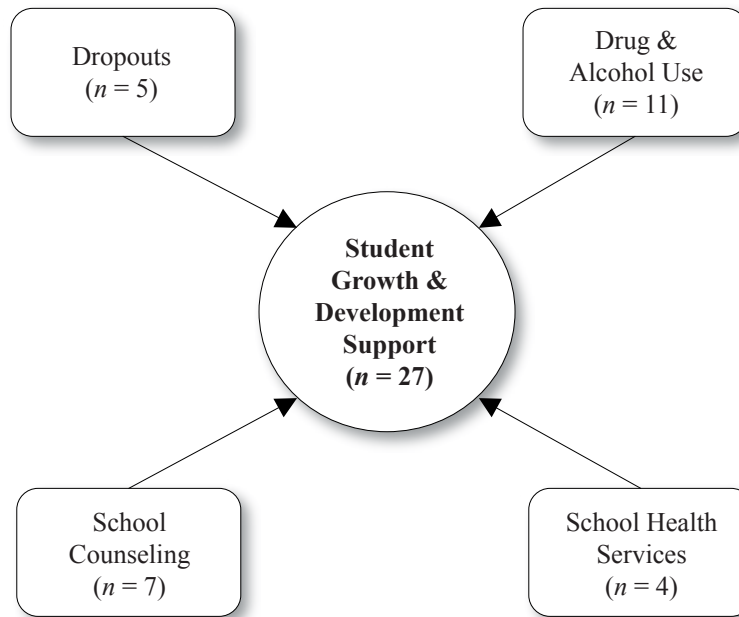 Dropouts
(n = 5)
Drug &
Alcohol Use
(n = 11)
Student
Growth &
Development
Support
(n = 27)
School
Counseling
(n = 7)
School Health
Services
(n = 4)